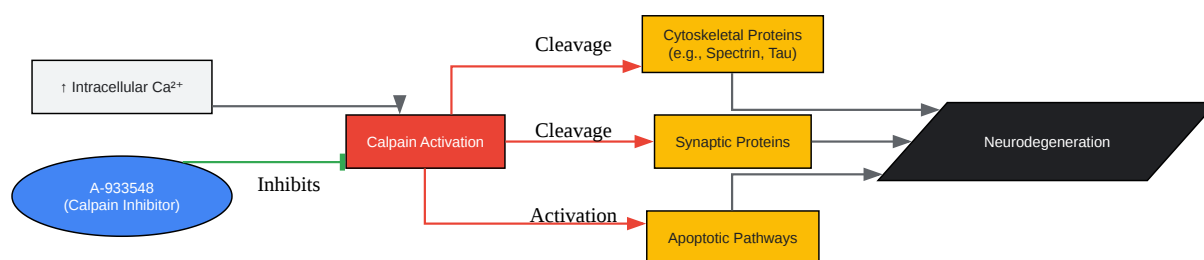 ↑ Intracellular Ca²⁺
A-933548
(Calpain Inhibitor)
Inhibits
Calpain Activation
Cleavage
Cleavage
Activation
Cytoskeletal Proteins
(e.g., Spectrin, Tau)
Synaptic Proteins
Apoptotic Pathways
Neurodegeneration